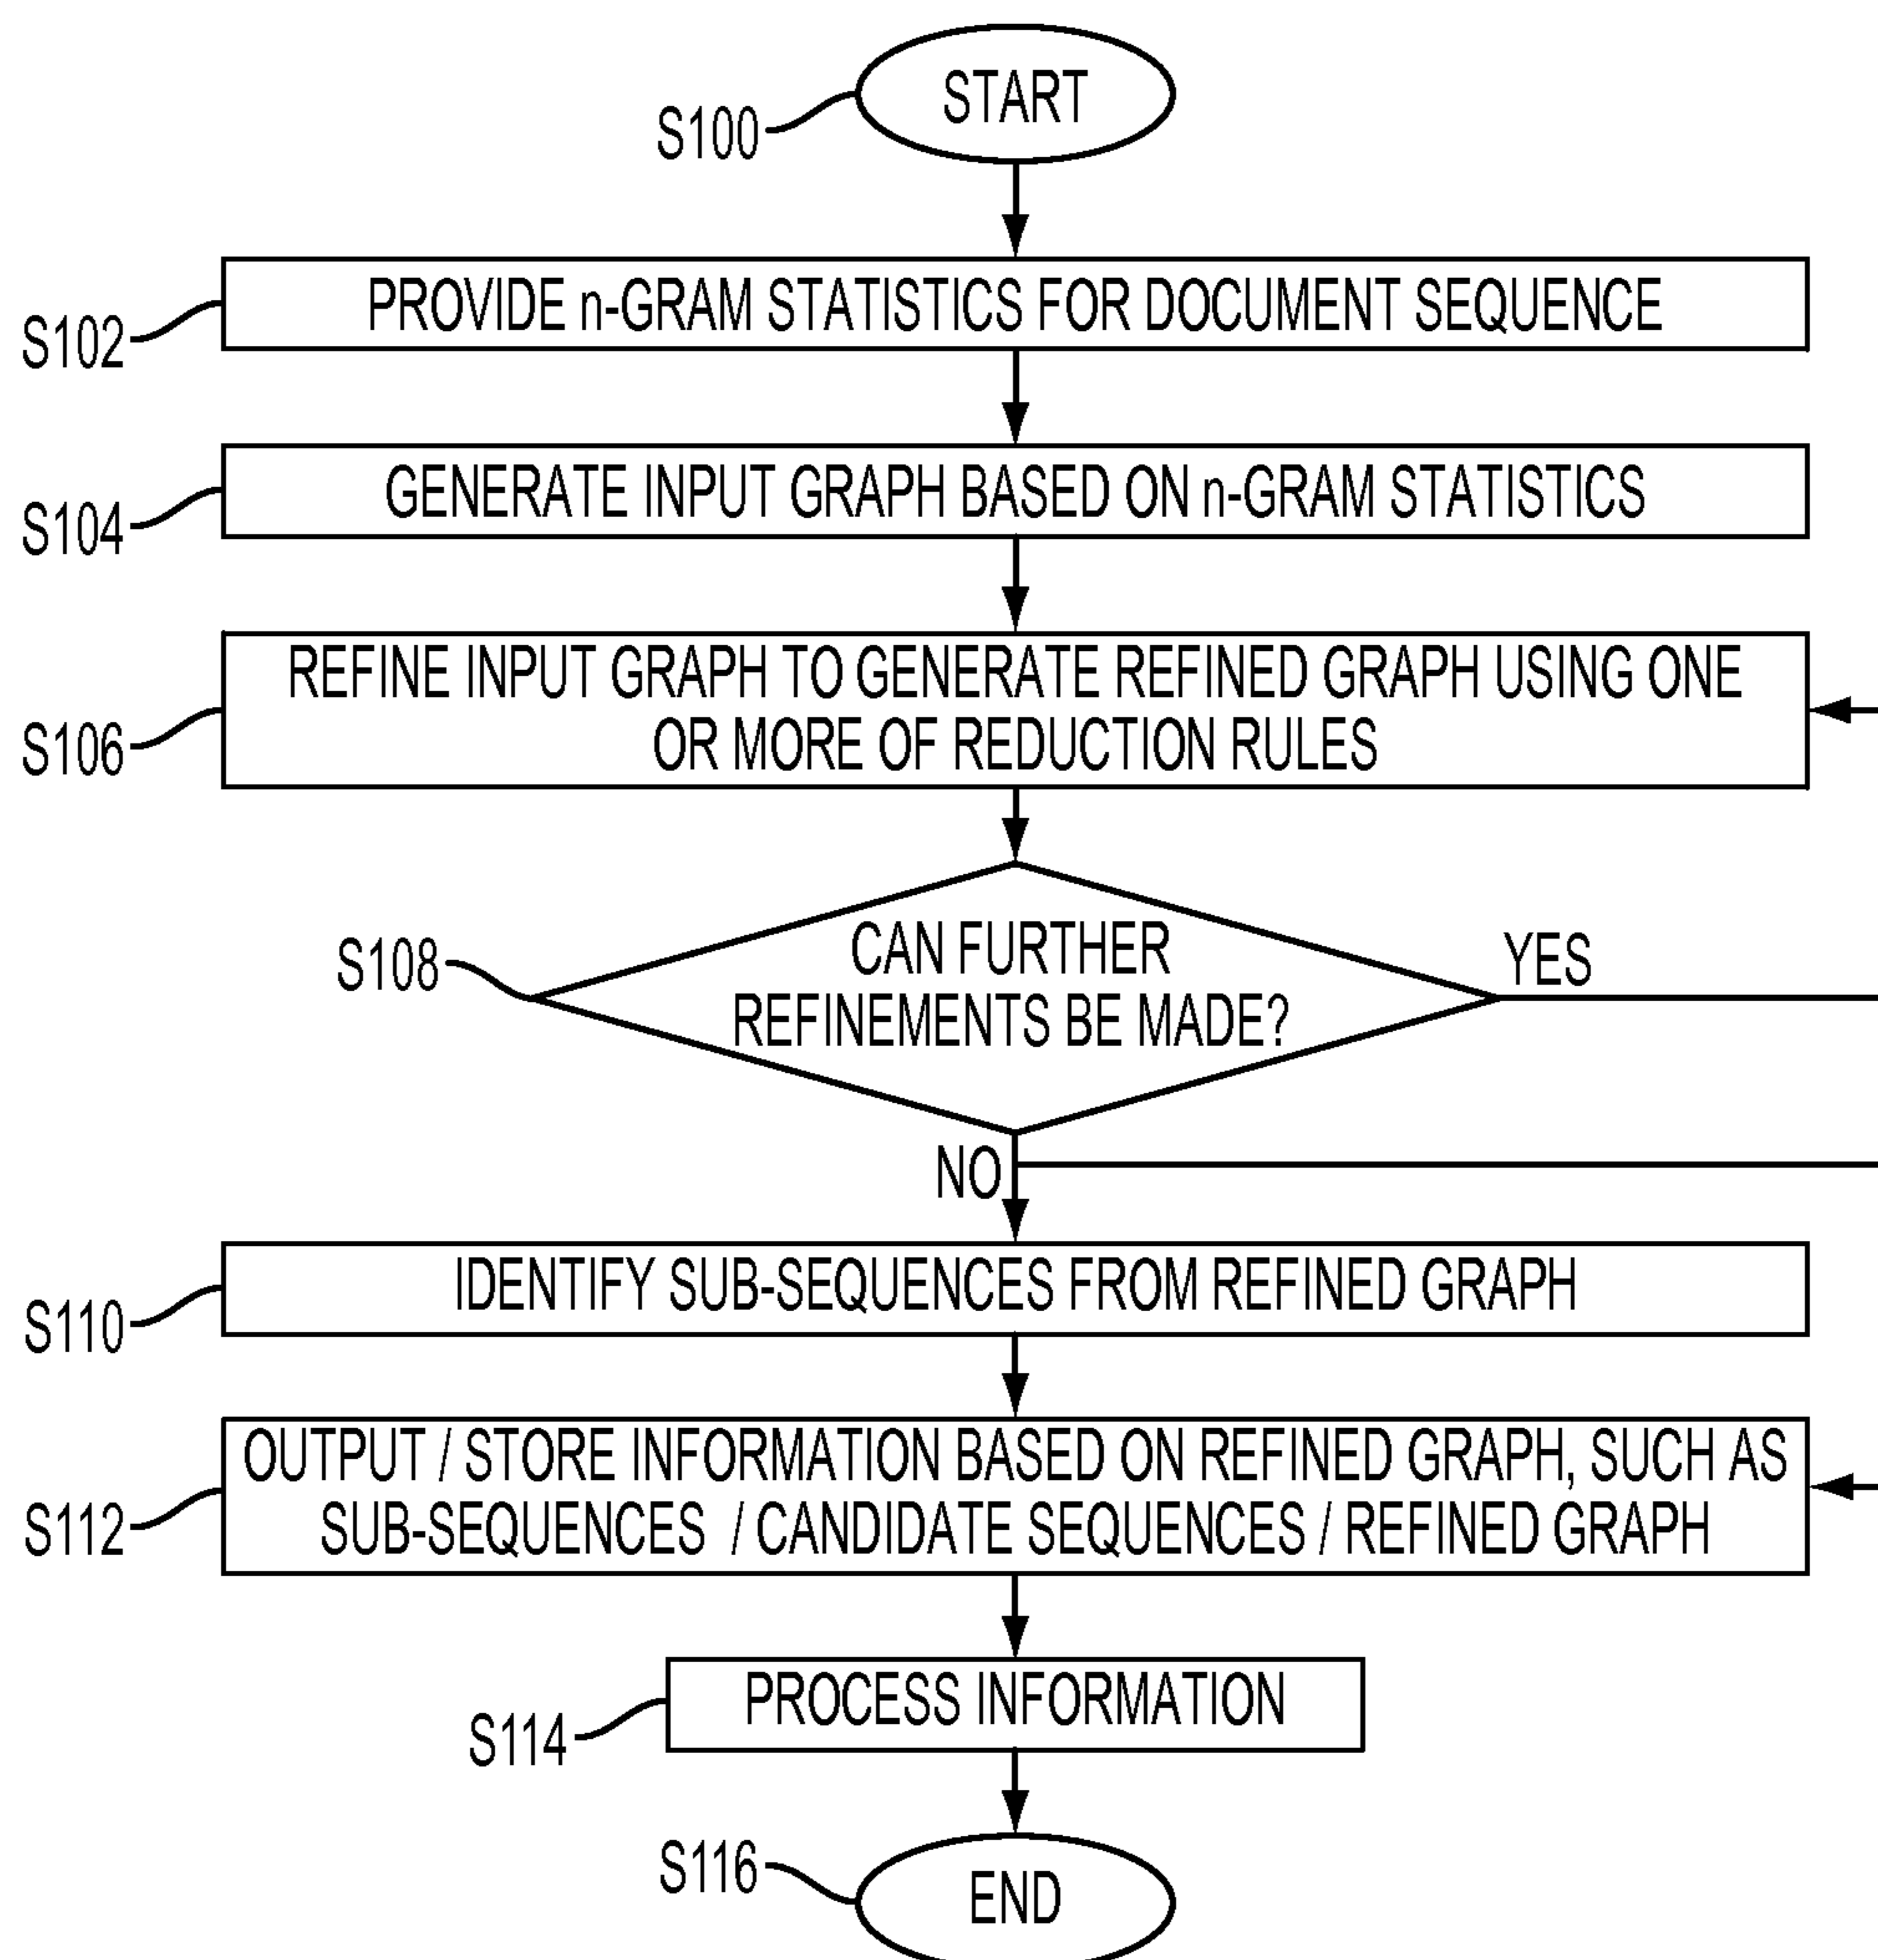 START
S100
PROVIDE n-GRAM STATISTICS FOR DOCUMENT SEQUENCE
S102
GENERATE INPUT GRAPH BASED ON n-GRAM STATISTICS
S104
REFINE INPUT GRAPH TO GENERATE REFINED GRAPH USING ONE
OR MORE OF REDUCTION RULES
S106
CAN FURTHER
REFINEMENTS BE MADE?
S108
YES
NO
IDENTIFY SUB-SEQUENCES FROM REFINED GRAPH
S110
OUTPUT / STORE INFORMATION BASED ON REFINED GRAPH, SUCH AS
SUB-SEQUENCES / CANDIDATE SEQUENCES / REFINED GRAPH
S112
PROCESS INFORMATION
S114
S116
END